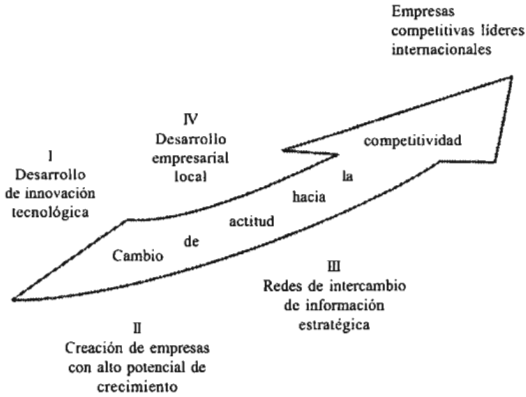 Empresas
competitivas líderes
internacionales
IV
Desarrollo
empresarial
local
I
Desarrollo
de innovación
tecnológica
Cambio de actitud hacia la competitividad
III
Redes de intercambio
de información
estratégica
II
Creación de empresas
con alto potencial de
crecimiento